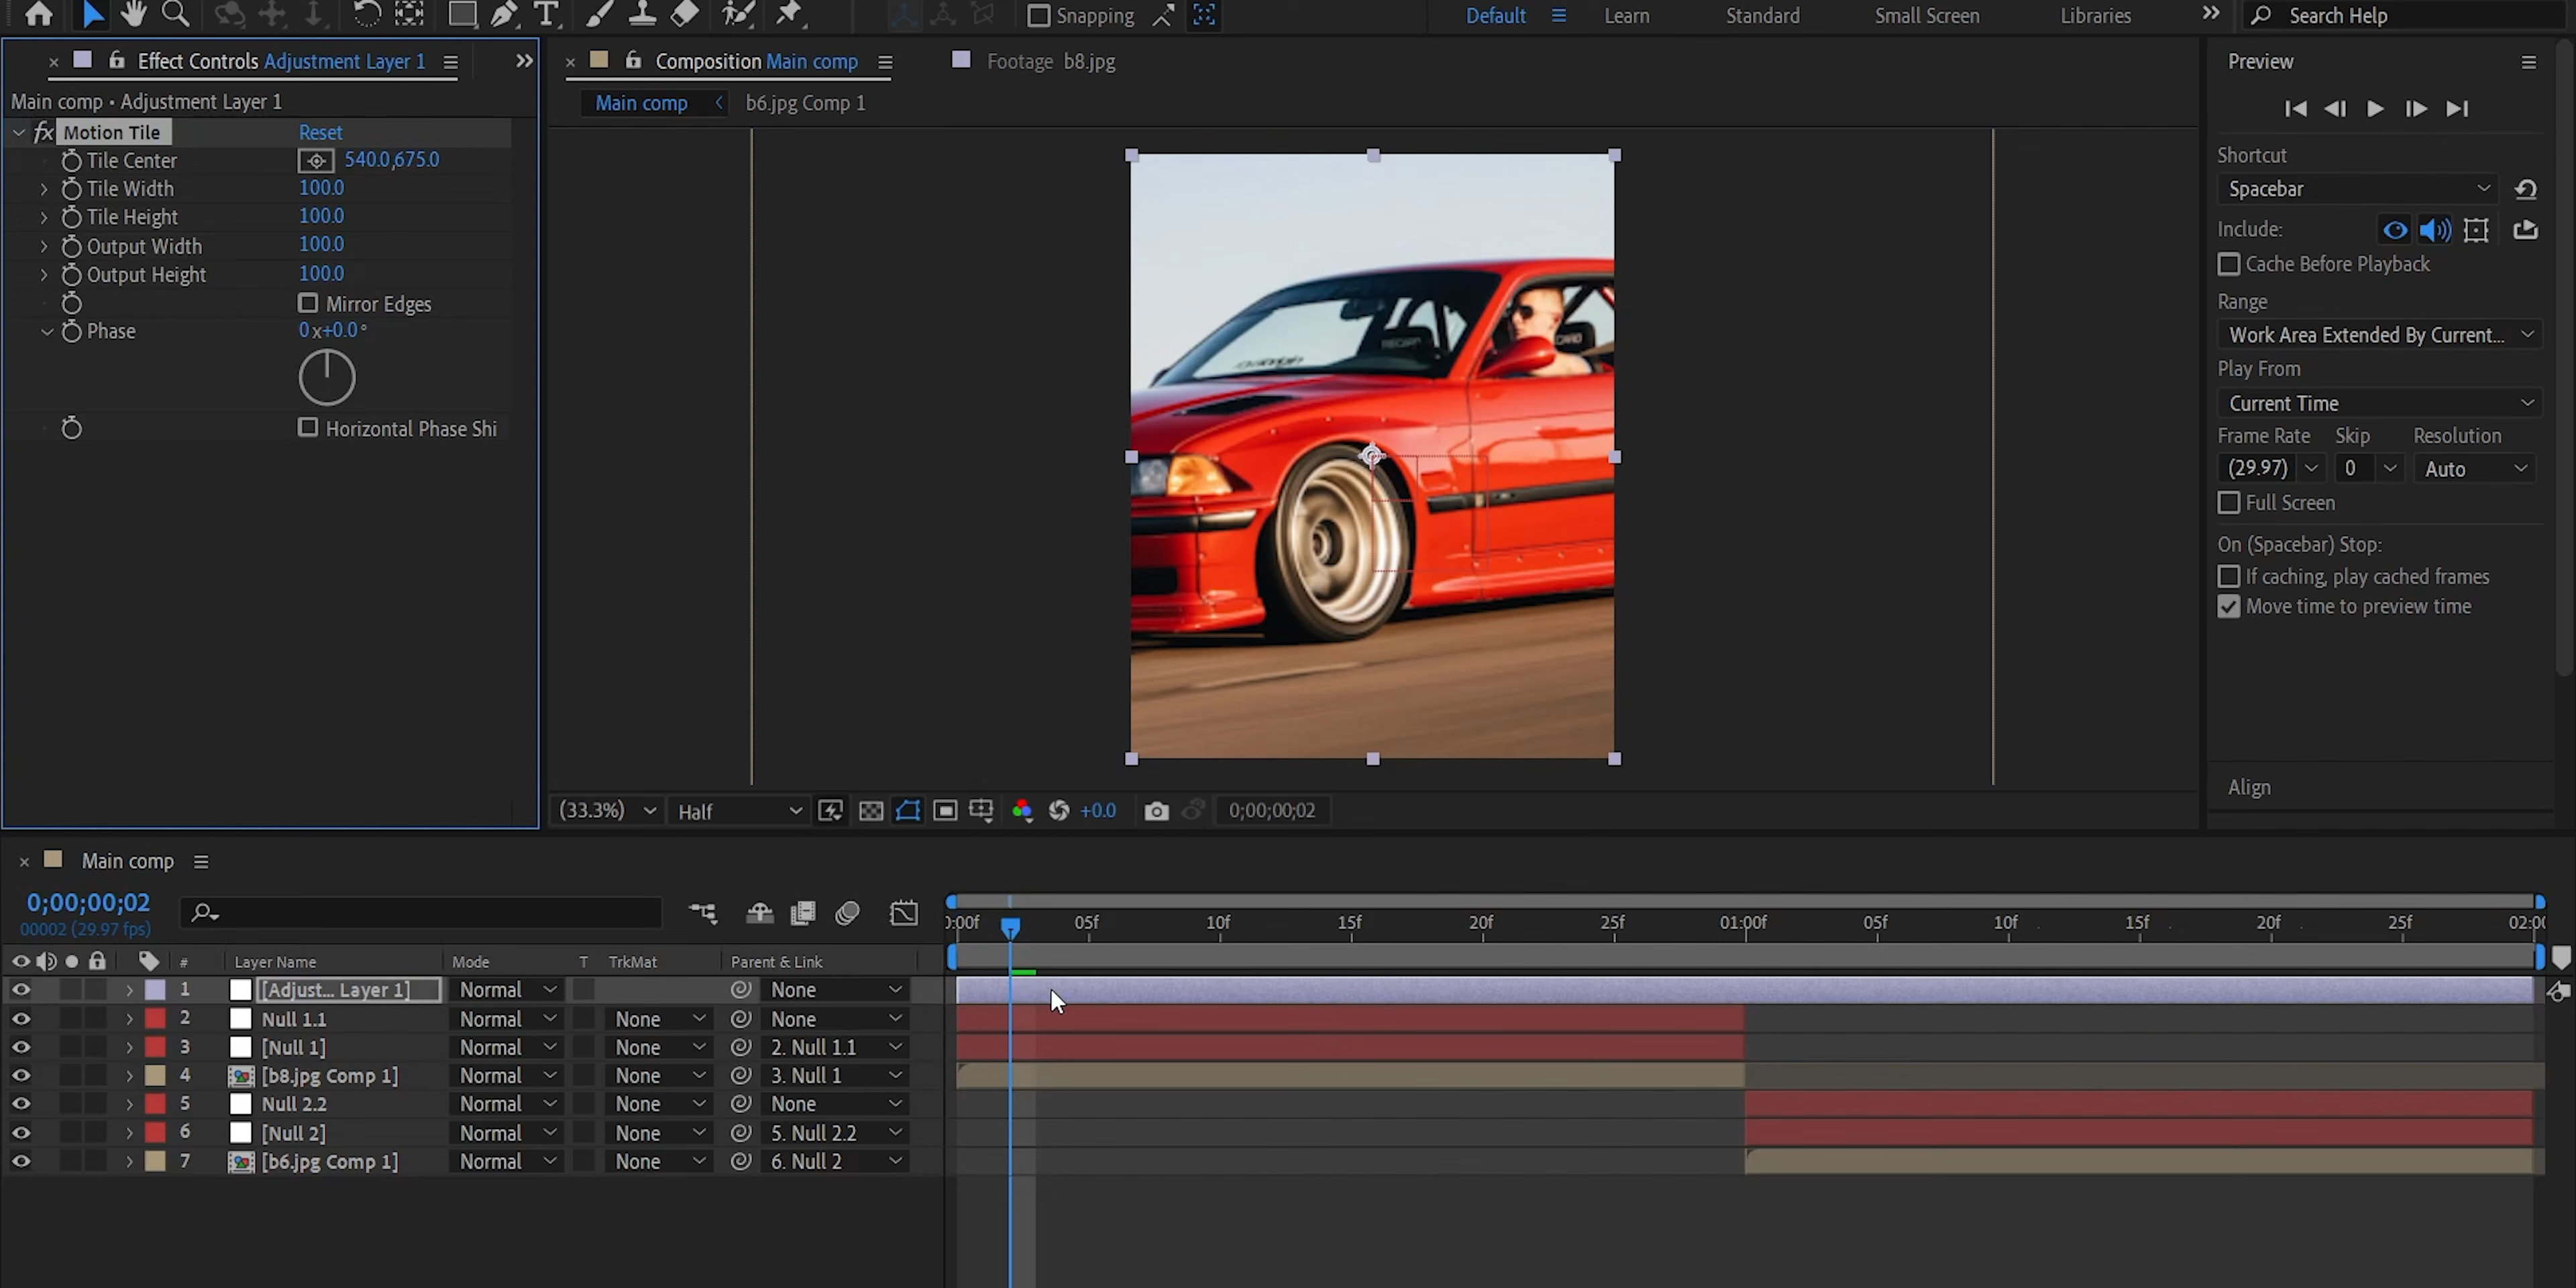 Snapping
Default
Learn
Standard
Small Screen
Libraries
Search Help
Effect Controls Adjustment Layer 1
Main comp • Adjustment Layer 1
fx Motion Tile Reset
Tile Center 540.0,675.0
Tile Width 100.0
Tile Height 100.0
Output Width 100.0
Output Height 100.0
Mirror Edges
Phase 0x+0.0°
Horizontal Phase Shi
Composition Main comp
Footage b8.jpg
Main comp
b6.jpg Comp 1
RECARO
(33.3%)
Half
+0.0
0;00;00;02
Preview
Shortcut
Spacebar
Include:
Cache Before Playback
Range
Work Area Extended By Current...
Play From
Current Time
Frame Rate Skip Resolution
(29.97) 0 Auto
Full Screen
On (Spacebar) Stop:
If caching, play cached frames
Move time to preview time
Align
Main comp
0;00;00;02
00002 (29.97 fps)
:00f 05f 10f 15f 20f 25f 01:00f 05f 10f 15f 20f 25f 02:00
# Layer Name Mode T TrkMat Parent & Link
1 [Adjust... Layer 1] Normal None
2 Null 1.1 Normal None None
3 [Null 1] Normal None 2. Null 1.1
4 [b8.jpg Comp 1] Normal None 3. Null 1
5 Null 2.2 Normal None None
6 [Null 2] Normal None 5. Null 2.2
7 [b6.jpg Comp 1] Normal None 6. Null 2